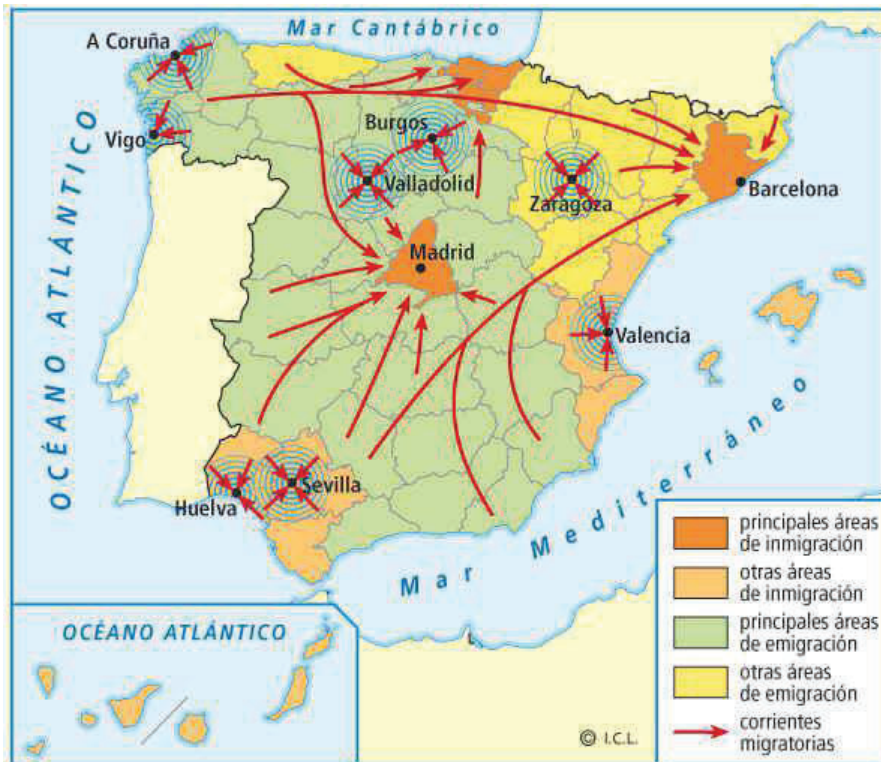 Mar Cantábrico
A Coruña
Vigo
Burgos
Valladolid
Zaragoza
Barcelona
Madrid
Valencia
Sevilla
Huelva
OCÉANO ATLÁNTICO
Mar Mediterráneo
OCÉANO ATLÁNTICO
principales áreas
de inmigración
otras áreas
de inmigración
principales áreas
de emigración
otras áreas
de emigración
corrientes
migratorias
© I.C.L.